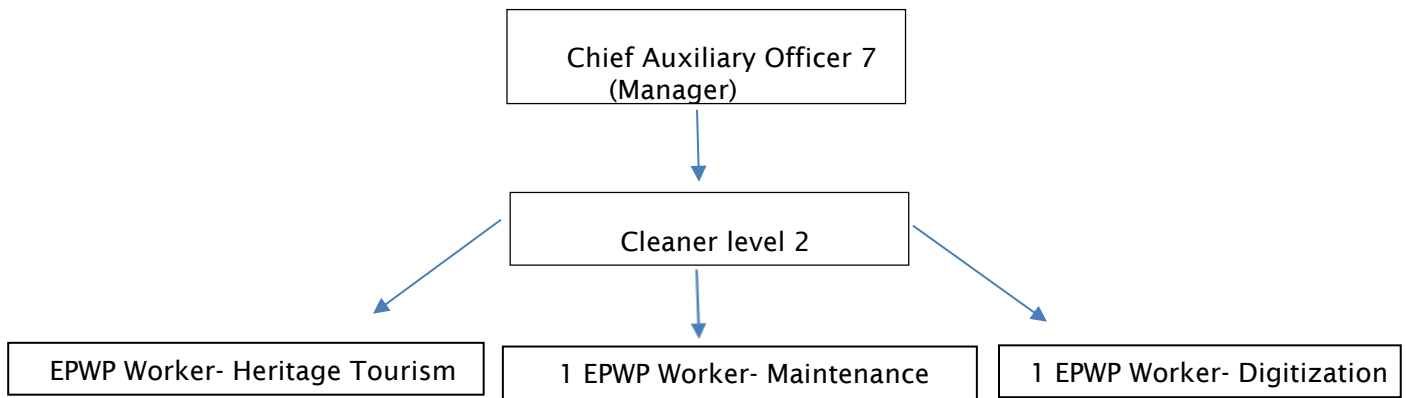 Chief Auxiliary Officer 7
(Manager)
Cleaner level 2
EPWP Worker- Heritage Tourism
1 EPWP Worker- Maintenance
1 EPWP Worker- Digitization